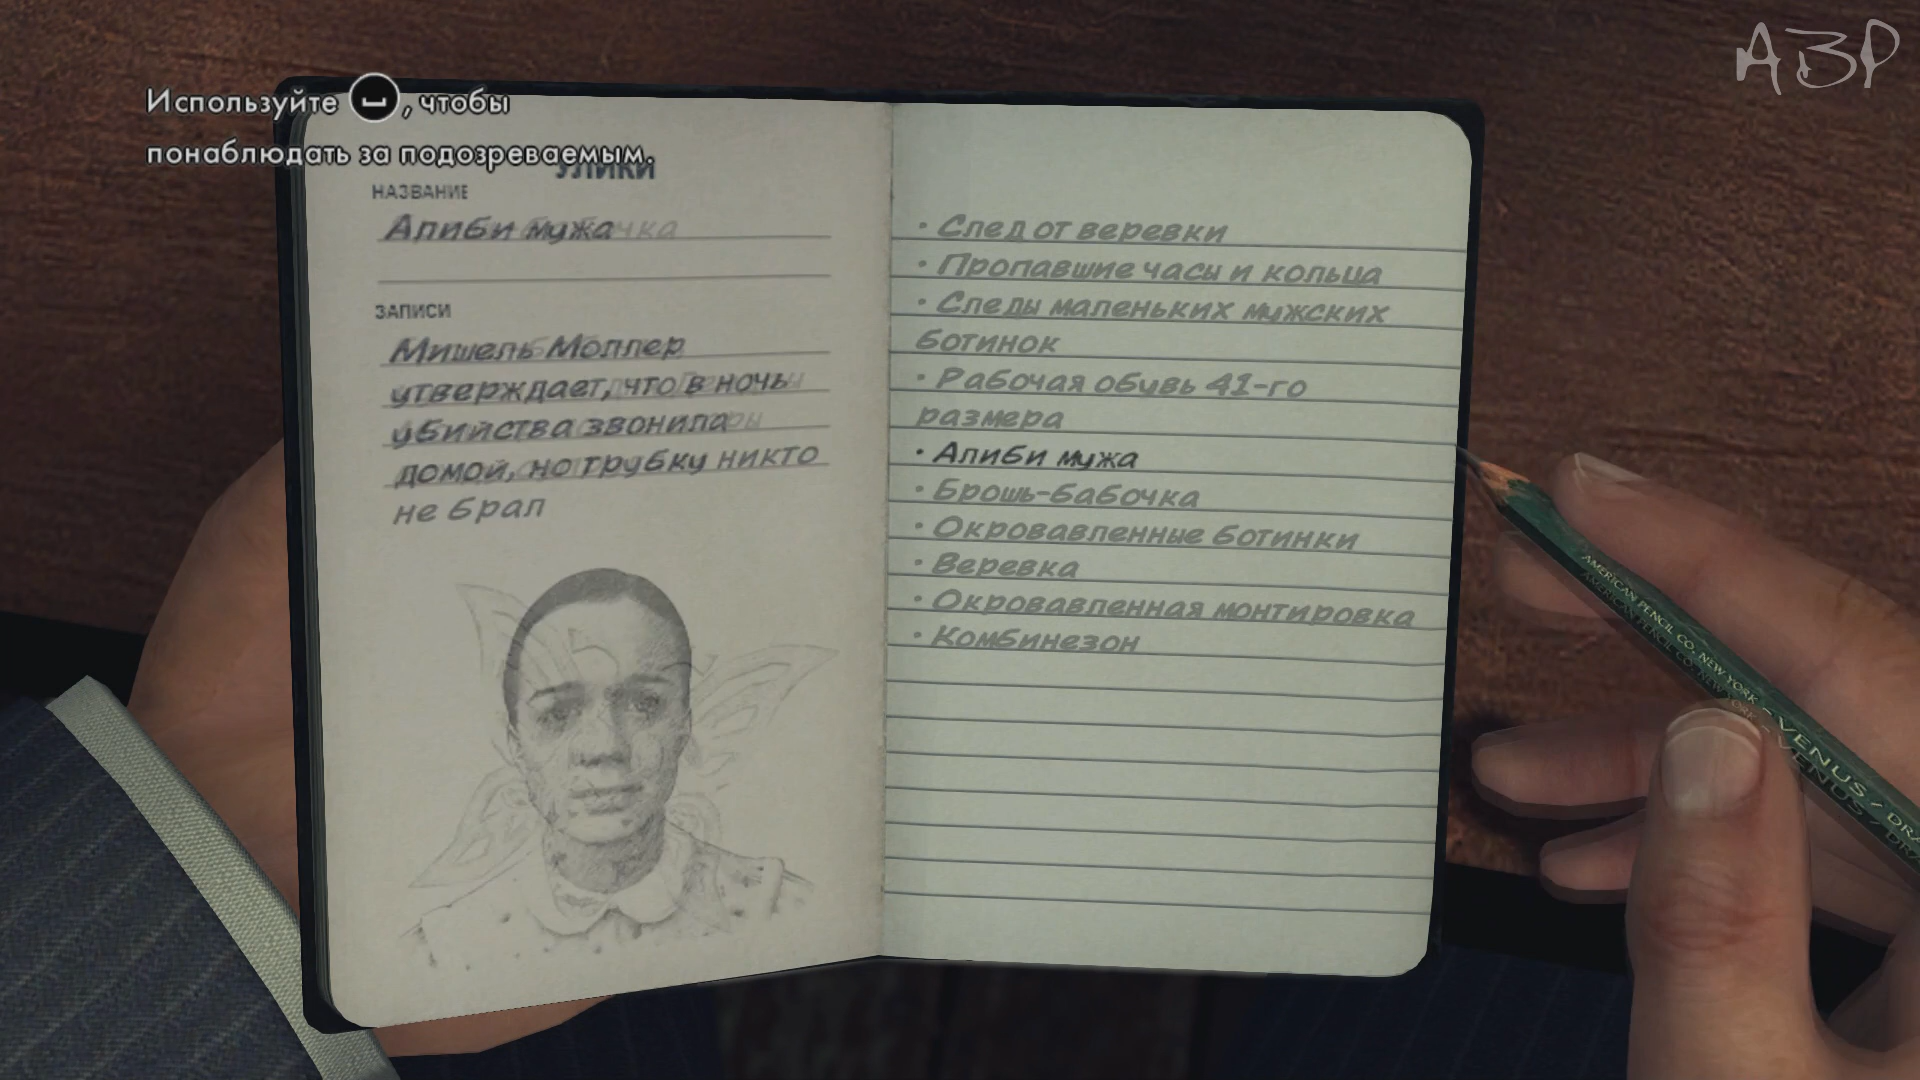 Используйте , чтобы
понаблюдать за подозреваемым.
УЛИКИ
НАЗВАНИЕ
Алиби мужа
ЗАПИСИ
Мишель Моллер
утверждает, что в ночь
убийства звонила
домой, но трубку никто
не брал
• След от веревки
• Пропавшие часы и кольца
• Следы маленьких мужских
ботинок
• Рабочая обувь 41-го
размера
• Алиби мужа
• Брошь-бабочка
• Окровавленные ботинки
• Веревка
• Окровавленная монтировка
• Комбинезон
AMERICAN PENCIL CO. NEW YORK - VENUS / DRA
АВР